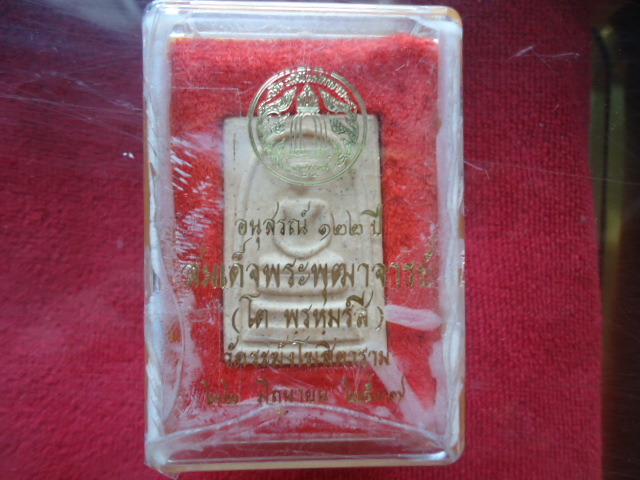 อนุสรณ์ ๑๒๒ ปี
สมเด็จพระพุฒาจารย์
(โต พฺรหฺมรํสี)
วัดระฆังโฆสิตาราม
๒๒ มิถุนายน ๒๕๓๗